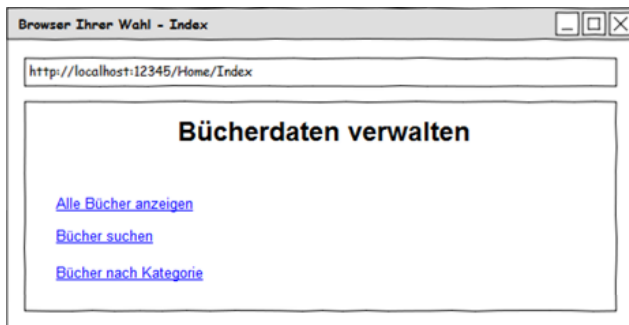 Browser Ihrer Wahl - Index
http://localhost:12345/Home/Index
Bücherdaten verwalten
Alle Bücher anzeigen
Bücher suchen
Bücher nach Kategorie